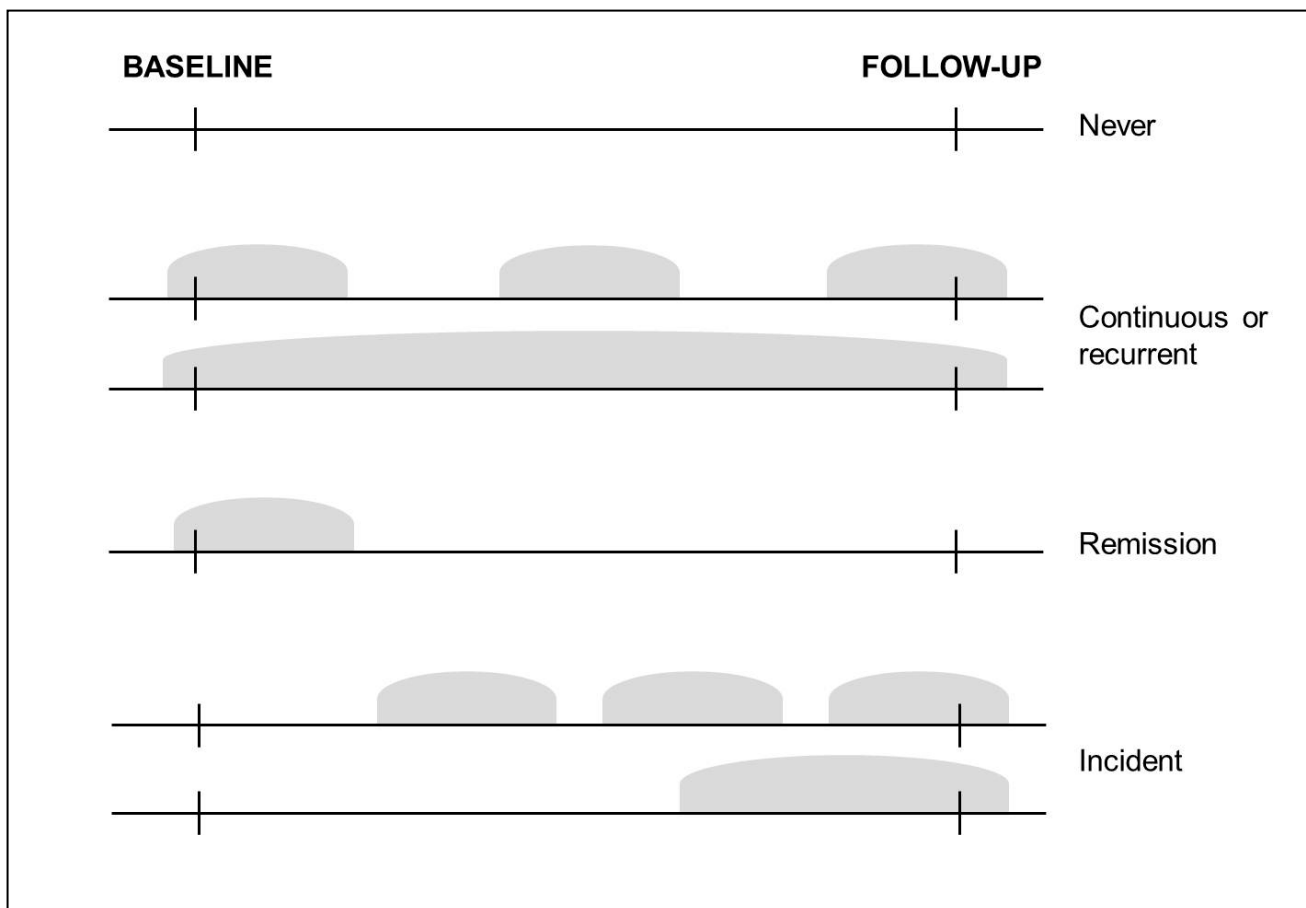 BASELINE FOLLOW-UP
Never
Continuous or
recurrent
Remission
Incident